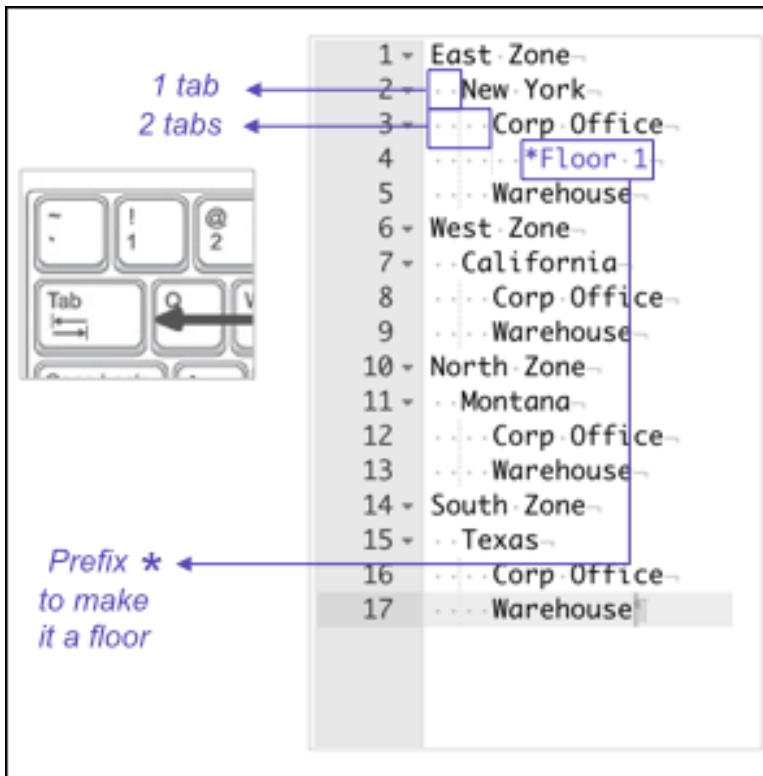 1 tab
2 tabs
~
`
!
1
@
2
Tab
Q
Prefix *
to make
it a floor
1 East Zone
2 New York
3 Corp Office
4 *Floor 1
5 Warehouse
6 West Zone
7 California
8 Corp Office
9 Warehouse
10 North Zone
11 Montana
12 Corp Office
13 Warehouse
14 South Zone
15 Texas
16 Corp Office
17 Warehouse